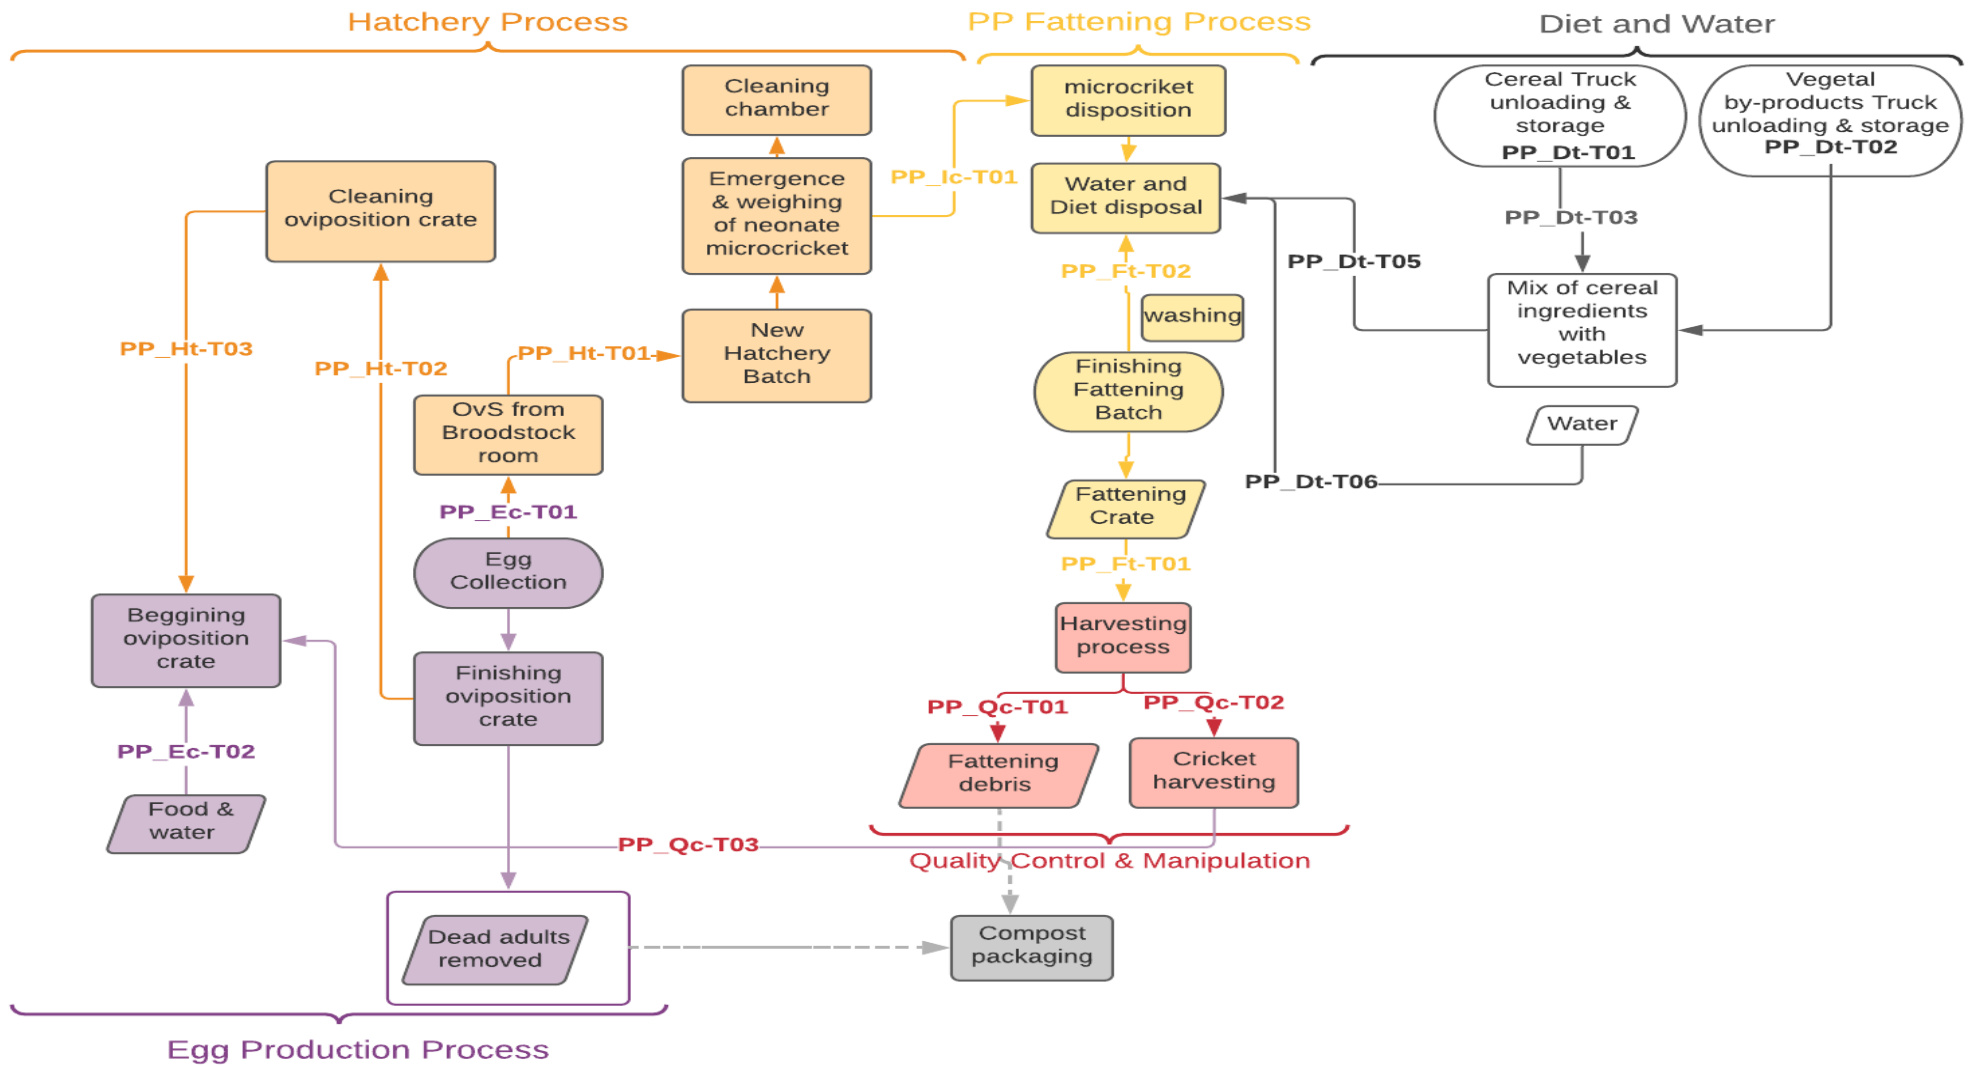 Hatchery Process
PP Fattening Process
Diet and Water
Cleaning
chamber
microcriket
disposition
Cereal Truck
unloading &
storage
PP_Dt-T01
Vegetal
by-products Truck
unloading & storage
PP_Dt-T02
Cleaning
oviposition crate
Emergence
& weighing
of neonate
microcricket
PP_Ic-T01
Water and
Diet disposal
PP_Dt-T03
PP_Dt-T05
PP_Ft-T02
Mix of cereal
ingredients
with
vegetables
washing
New
Hatchery
Batch
PP_Ht-T03
PP_Ht-T02
PP_Ht-T01
Finishing
Fattening
Batch
OvS from
Broodstock
room
Water
PP_Dt-T06
Fattening
Crate
PP_Ec-T01
Egg
Collection
PP_Ft-T01
Beggining
oviposition
crate
Harvesting
process
Finishing
oviposition
crate
PP_Qc-T01
PP_Qc-T02
PP_Ec-T02
Fattening
debris
Cricket
harvesting
Food &
water
PP_Qc-T03
Quality Control & Manipulation
Dead adults
removed
Compost
packaging
Egg Production Process